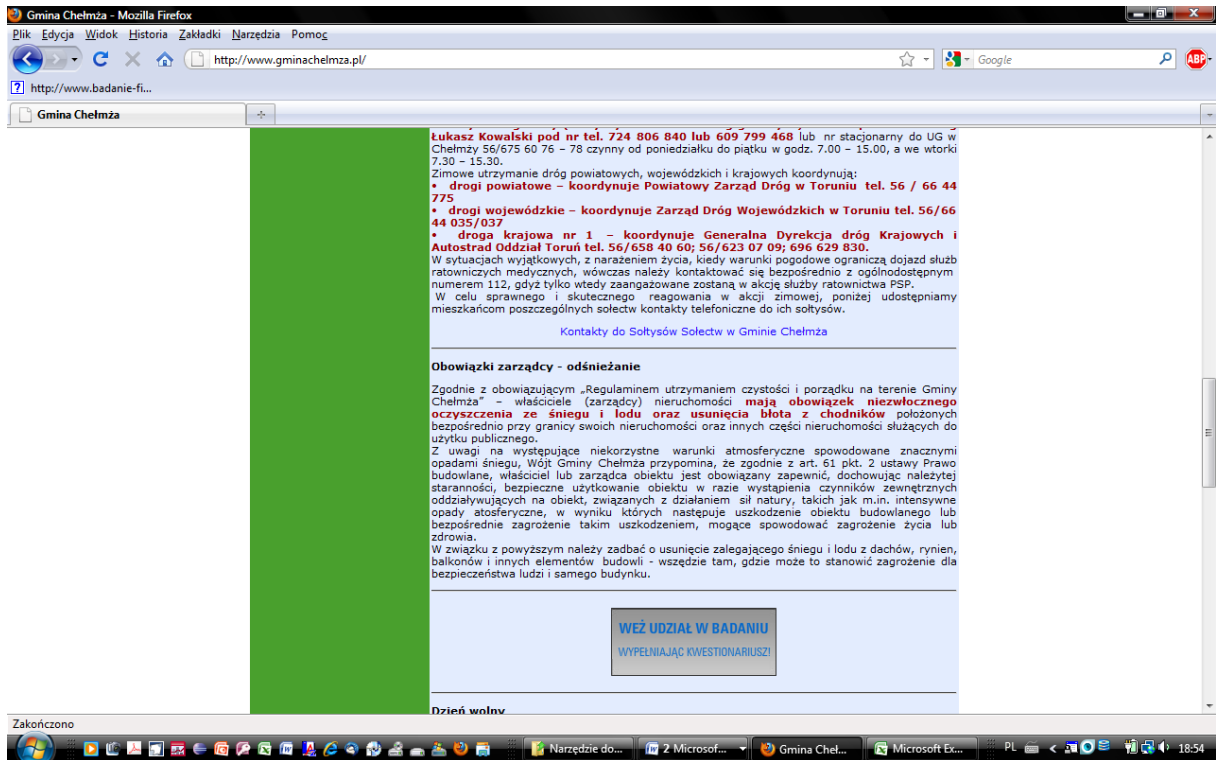 Gmina Chełmża - Mozilla Firefox
Plik Edycja Widok Historia Zakładki Narzędzia Pomoc
http://www.gminachelmza.pl/
Google
ABP
http://www.badanie-fi...
Gmina Chełmża
Łukasz Kowalski pod nr tel. 724 806 840 lub 609 799 468 lub nr stacjonarny do UG w
Chełmży 56/675 60 76 – 78 czynny od poniedziałku do piątku w godz. 7.00 – 15.00, a we wtorki
7.30 – 15.30.
Zimowe utrzymanie dróg powiatowych, wojewódzkich i krajowych koordynują:
• drogi powiatowe – koordynuje Powiatowy Zarząd Dróg w Toruniu tel. 56 / 66 44
775
• drogi wojewódzkie – koordynuje Zarząd Dróg Wojewódzkich w Toruniu tel. 56/66
44 035/037
• droga krajowa nr 1 – koordynuje Generalna Dyrekcja dróg Krajowych i
Autostrad Oddział Toruń tel. 56/658 40 60; 56/623 07 09; 696 629 830.
W sytuacjach wyjątkowych, z narażeniem życia, kiedy warunki pogodowe ograniczą dojazd służb
ratowniczych medycznych, wówczas należy kontaktować się bezpośrednio z ogólnodostępnym
numerem 112, gdyż tylko wtedy zaangażowane zostaną w akcję służby ratownictwa PSP.
W celu sprawnego i skutecznego reagowania w akcji zimowej, poniżej udostępniamy
mieszkańcom poszczególnych sołectw kontakty telefoniczne do ich sołtysów.
Kontakty do Sołtysów Sołectw w Gminie Chełmża
Obowiązki zarządcy - odśnieżanie
Zgodnie z obowiązującym „Regulaminem utrzymaniem czystości i porządku na terenie Gminy
Chełmża” – właściciele (zarządcy) nieruchomości mają obowiązek niezwłocznego
oczyszczenia ze śniegu i lodu oraz usunięcia błota z chodników położonych
bezpośrednio przy granicy swoich nieruchomości oraz innych części nieruchomości służących do
użytku publicznego.
Z uwagi na występujące niekorzystne warunki atmosferyczne spowodowane znacznymi
opadami śniegu, Wójt Gminy Chełmża przypomina, że zgodnie z art. 61 pkt. 2 ustawy Prawo
budowlane, właściciel lub zarządca obiektu jest obowiązany zapewnić, dochowując należytej
staranności, bezpieczne użytkowanie obiektu w razie wystąpienia czynników zewnętrznych
oddziaływujących na obiekt, związanych z działaniem sił natury, takich jak m.in. intensywne
opady atosferyczne, w wyniku których następuje uszkodzenie obiektu budowlanego lub
bezpośrednie zagrożenie takim uszkodzeniem, mogące spowodować zagrożenie życia lub
zdrowia.
W związku z powyższym należy zadbać o usunięcie zalegającego śniegu i lodu z dachów, rynien,
balkonów i innych elementów budowli - wszędzie tam, gdzie może to stanowić zagrożenie dla
bezpieczeństwa ludzi i samego budynku.
WEŹ UDZIAŁ W BADANIU
WYPEŁNIAJĄC KWESTIONARIUSZ!
Dzień wolny
Zakończono
Narzędzie do... 2 Microsof... Gmina Cheł... Microsoft Ex... PL 18:54